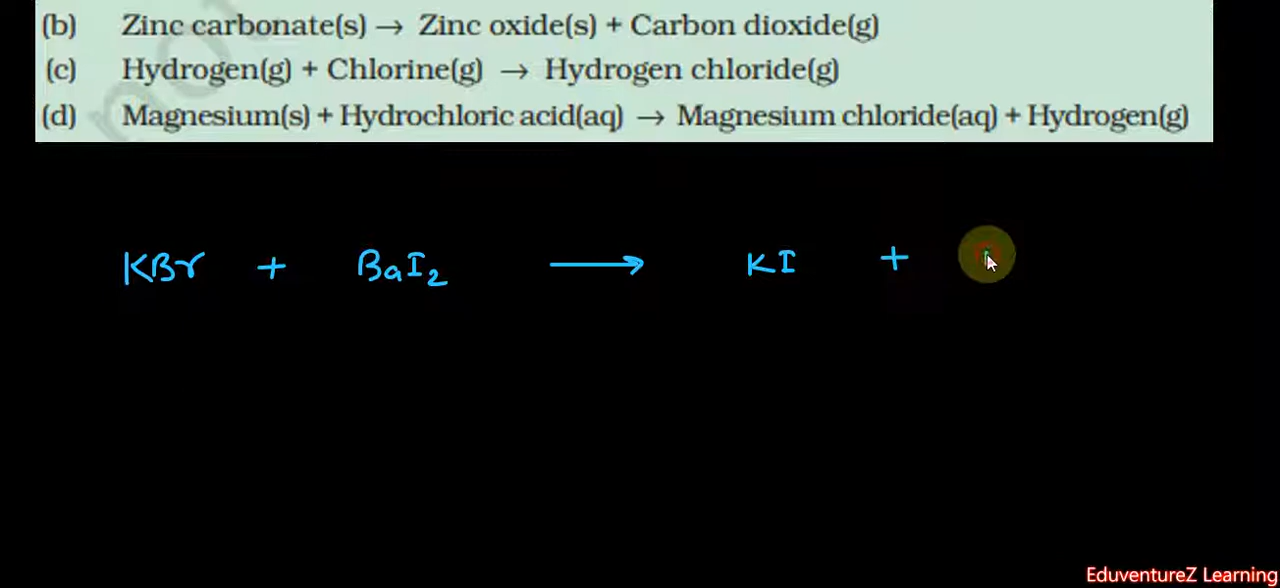 (b) Zinc carbonate(s) → Zinc oxide(s) + Carbon dioxide(g)
(c) Hydrogen(g) + Chlorine(g) → Hydrogen chloride(g)
(d) Magnesium(s) + Hydrochloric acid(aq) → Magnesium chloride(aq) + Hydrogen(g)
KBr + BaI₂ → KI +
EduventureZ Learning